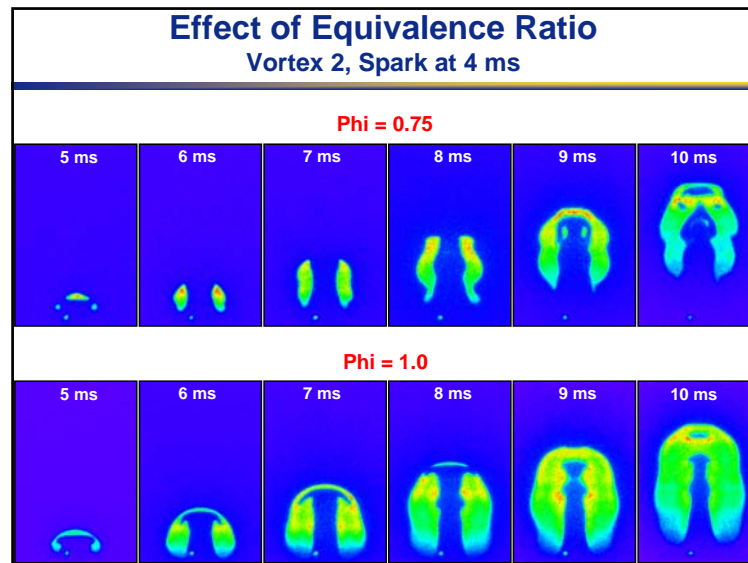 Effect of Equivalence Ratio
Vortex 2, Spark at 4 ms
Phi = 0.75
5 ms 6 ms 7 ms 8 ms 9 ms 10 ms
Phi = 1.0
5 ms 6 ms 7 ms 8 ms 9 ms 10 ms